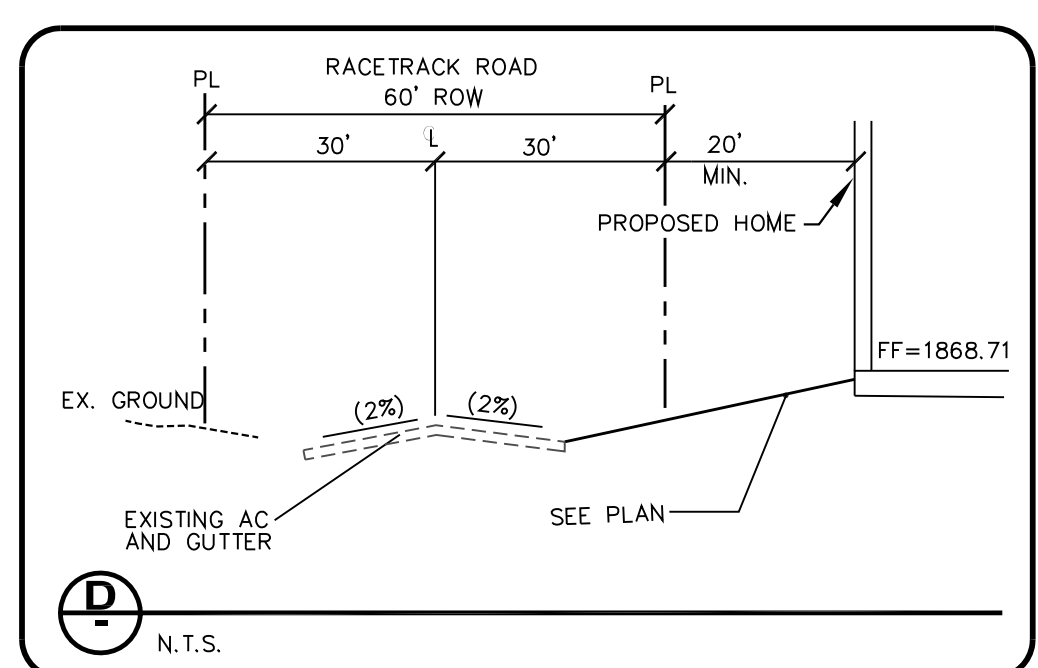 RACETRACK ROAD
PL
PL
60' ROW
℄
30'
30'
20'
MIN.
PROPOSED HOME
FF=1868.71
EX. GROUND
(2%)
(2%)
EXISTING AC
AND GUTTER
SEE PLAN
D
-
N.T.S.